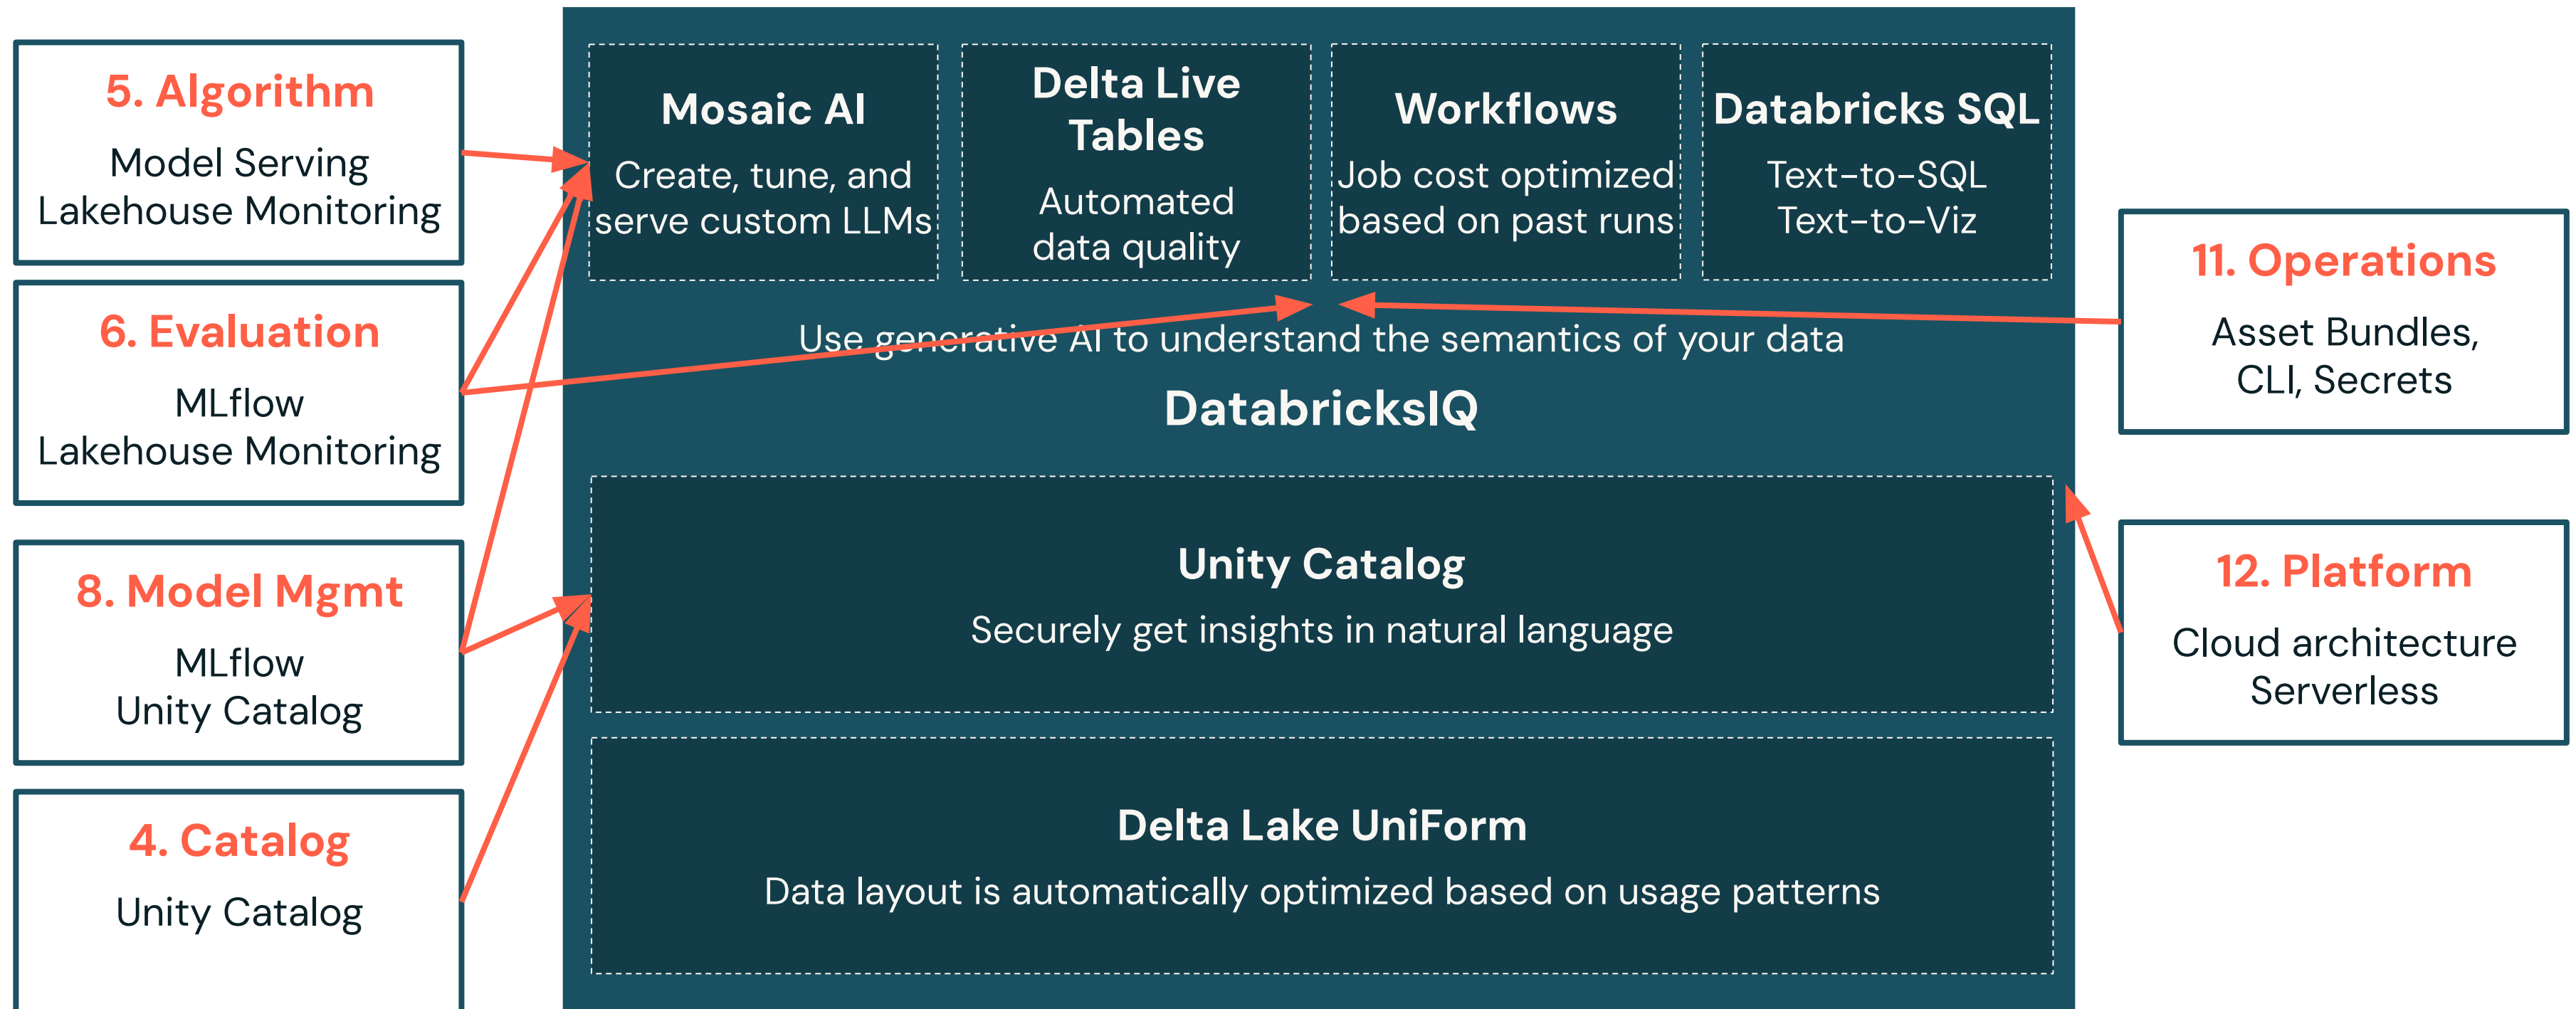 5. Algorithm
Model Serving
Lakehouse Monitoring
6. Evaluation
MLflow
Lakehouse Monitoring
8. Model Mgmt
MLflow
Unity Catalog
4. Catalog
Unity Catalog
Mosaic AI
Create, tune, and
serve custom LLMs
Delta Live
Tables
Automated
data quality
Workflows
Job cost optimized
based on past runs
Databricks SQL
Text-to-SQL
Text-to-Viz
Use generative AI to understand the semantics of your data
DatabricksIQ
Unity Catalog
Securely get insights in natural language
Delta Lake UniForm
Data layout is automatically optimized based on usage patterns
11. Operations
Asset Bundles,
CLI, Secrets
12. Platform
Cloud architecture
Serverless